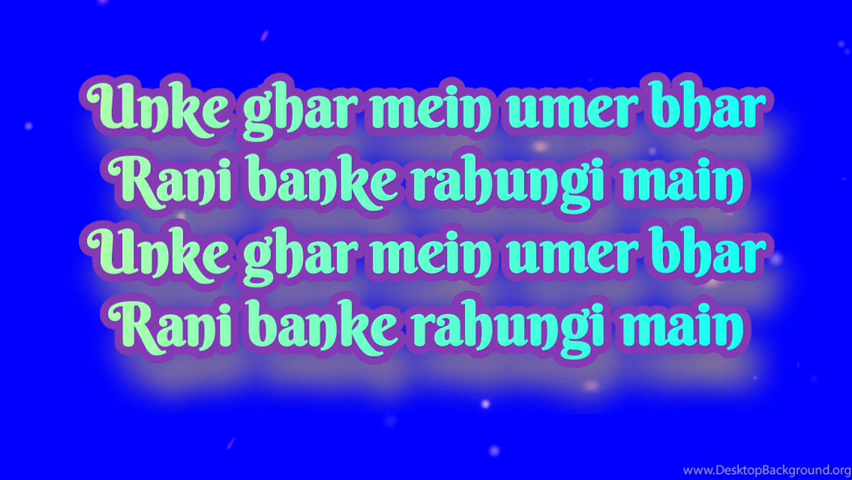 Unke ghar mein umer bhar
Rani banke rahungi main
Unke ghar mein umer bhar
Rani banke rahungi main
www.DesktopBackground.org